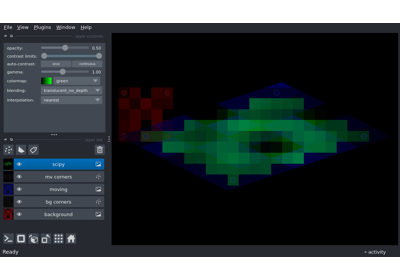 File View Plugins Window Help
opacity: 0.50
contrast limits:
auto-contrast: once continuous
gamma: 1.00
colormap: green
blending: translucent_no_depth
interpolation: nearest
scipy
mv corners
moving
bg corners
background
Ready activity